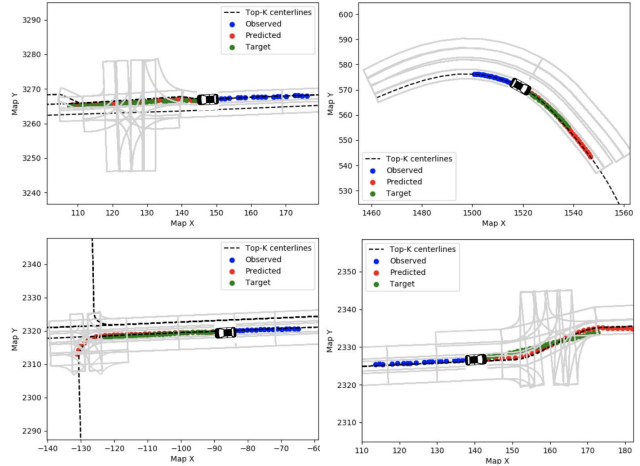 3290
3280
3270
3260
3250
3240
Map Y
Top-K centerlines
Observed
Predicted
Target
110 120 130 140 150 160 170
Map X
600
590
580
570
560
550
540
530
Map Y
Top-K centerlines
Observed
Predicted
Target
1460 1480 1500 1520 1540 1560
Map X
2340
2330
2320
2310
2300
2290
Map Y
Top-K centerlines
Observed
Predicted
Target
−140 −130 −120 −110 −100 −90 −80 −70 −60
Map X
2350
2340
2330
2320
2310
Map Y
Top-K centerlines
Observed
Predicted
Target
110 120 130 140 150 160 170 180
Map X